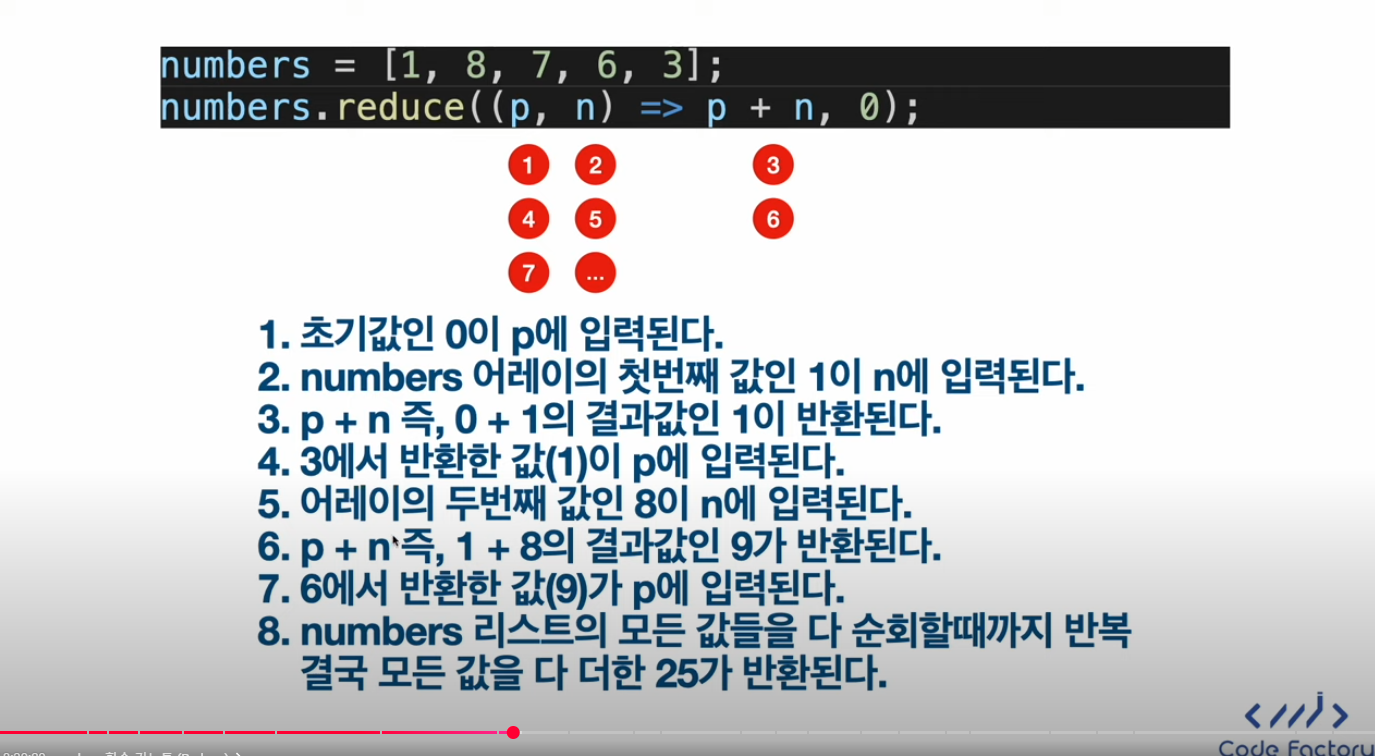 numbers = [1, 8, 7, 6, 3];
numbers.reduce((p, n) => p + n, 0);
1 2 3
4 5 6
7 ...
1. 초기값인 0이 p에 입력된다.
2. numbers 어레이의 첫번째 값인 1이 n에 입력된다.
3. p + n 즉, 0 + 1의 결과값인 1이 반환된다.
4. 3에서 반환한 값(1)이 p에 입력된다.
5. 어레이의 두번째 값인 8이 n에 입력된다.
6. p + n 즉, 1 + 8의 결과값인 9가 반환된다.
7. 6에서 반환한 값(9)가 p에 입력된다.
8. numbers 리스트의 모든 값들을 다 순회할때까지 반복
결국 모든 값을 다 더한 25가 반환된다.
Code Factory